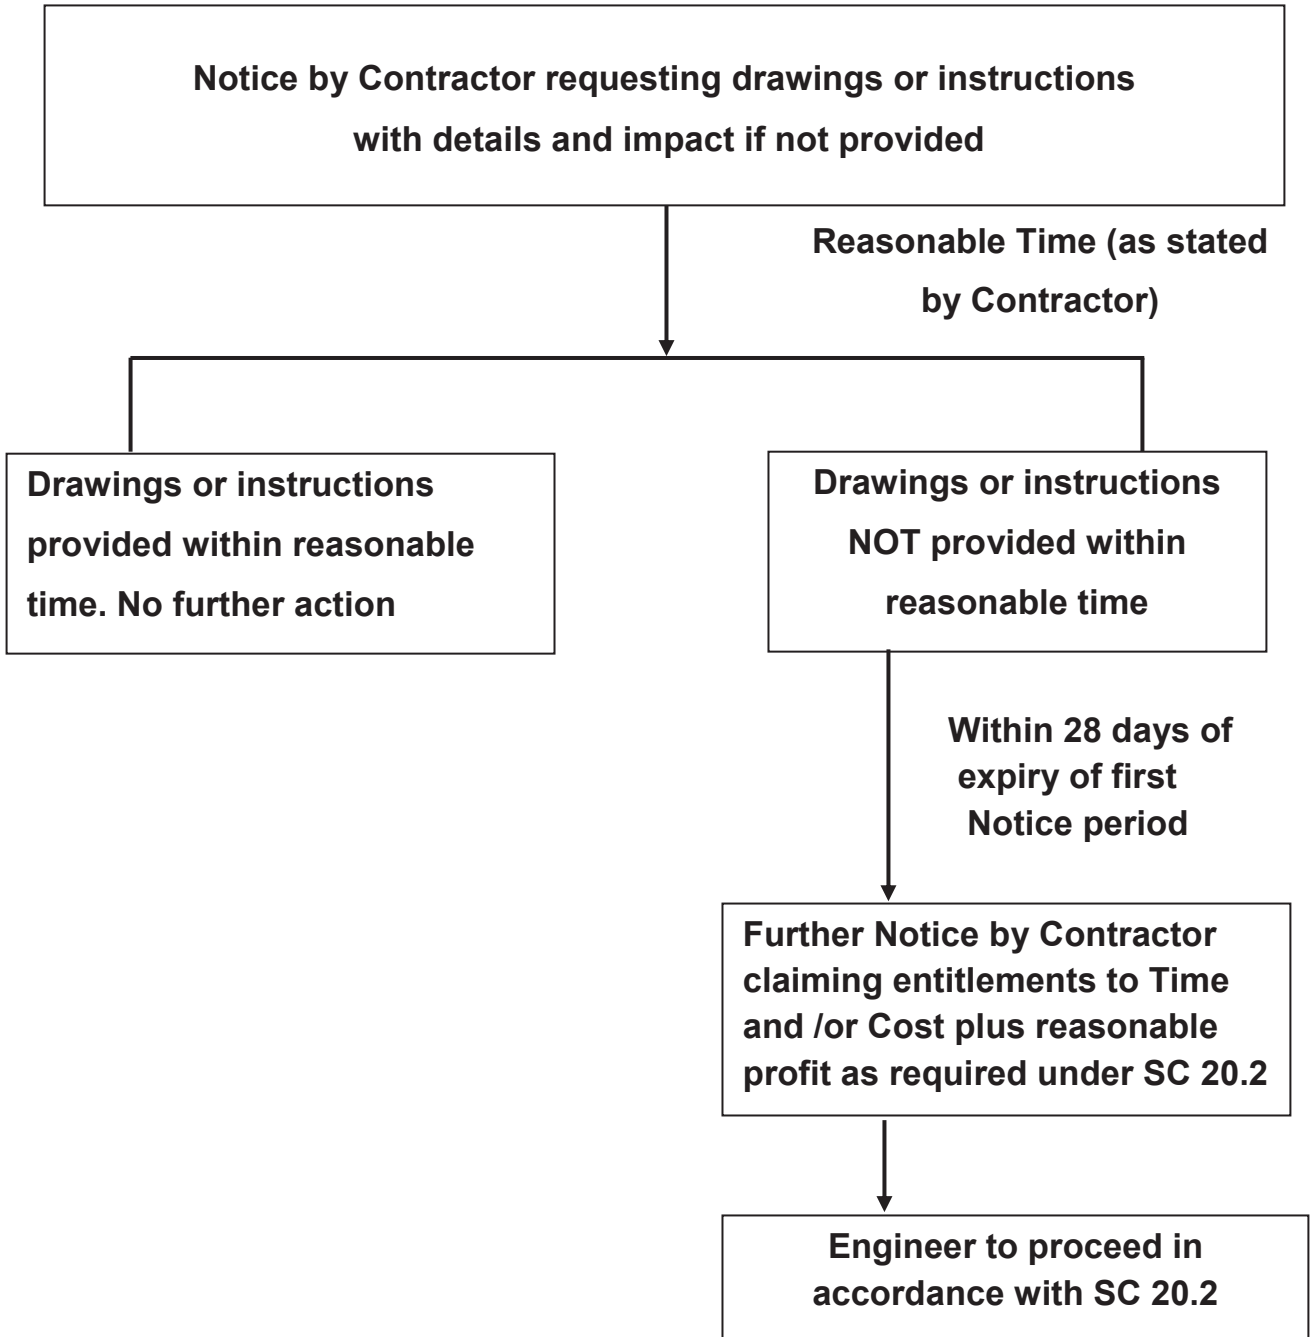 Notice by Contractor requesting drawings or instructions
with details and impact if not provided
Reasonable Time (as stated
by Contractor)
Drawings or instructions
provided within reasonable
time. No further action
Drawings or instructions
NOT provided within
reasonable time
Within 28 days of
expiry of first
Notice period
Further Notice by Contractor
claiming entitlements to Time
and /or Cost plus reasonable
profit as required under SC 20.2
Engineer to proceed in
accordance with SC 20.2